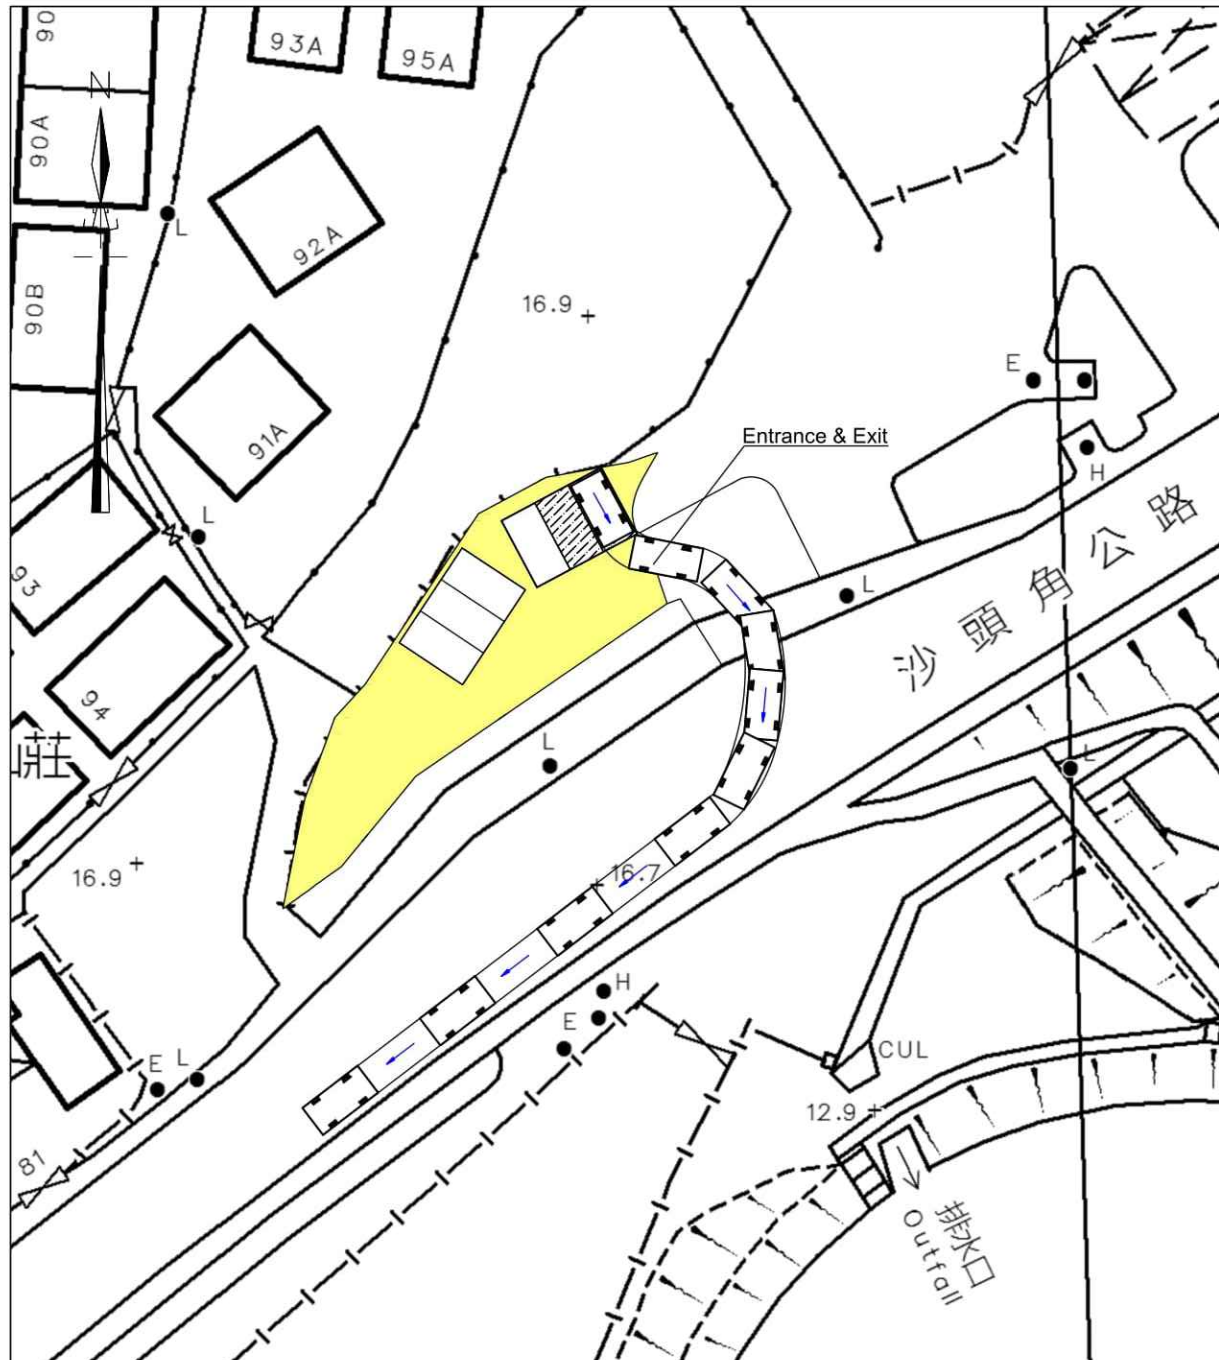 90
93A
95A
N
90A
L
92A
90B
16.9
E
91A
Entrance & Exit
H
沙頭角公路
L
93
L
94
L
L
莊
16.9
16.7
H
E
CUL
E L
12.9
81
排水口
Outfall